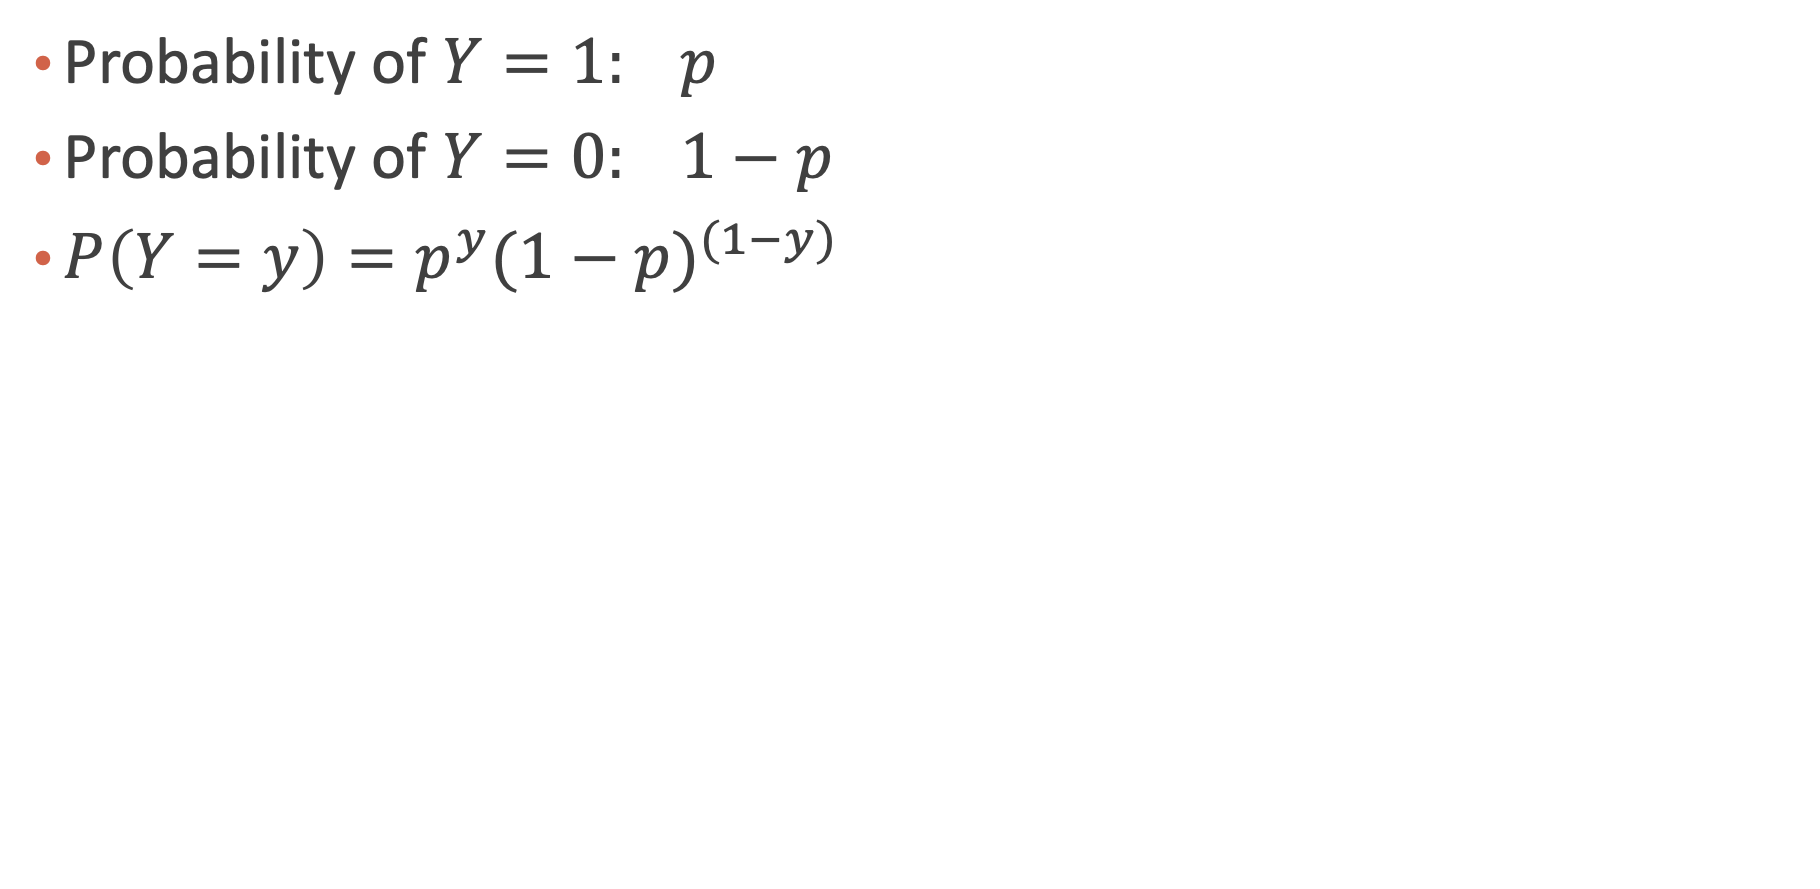 • Probability of Y = 1: p
• Probability of Y = 0: 1 − p
• P(Y = y) = p^y(1 − p)^(1−y)